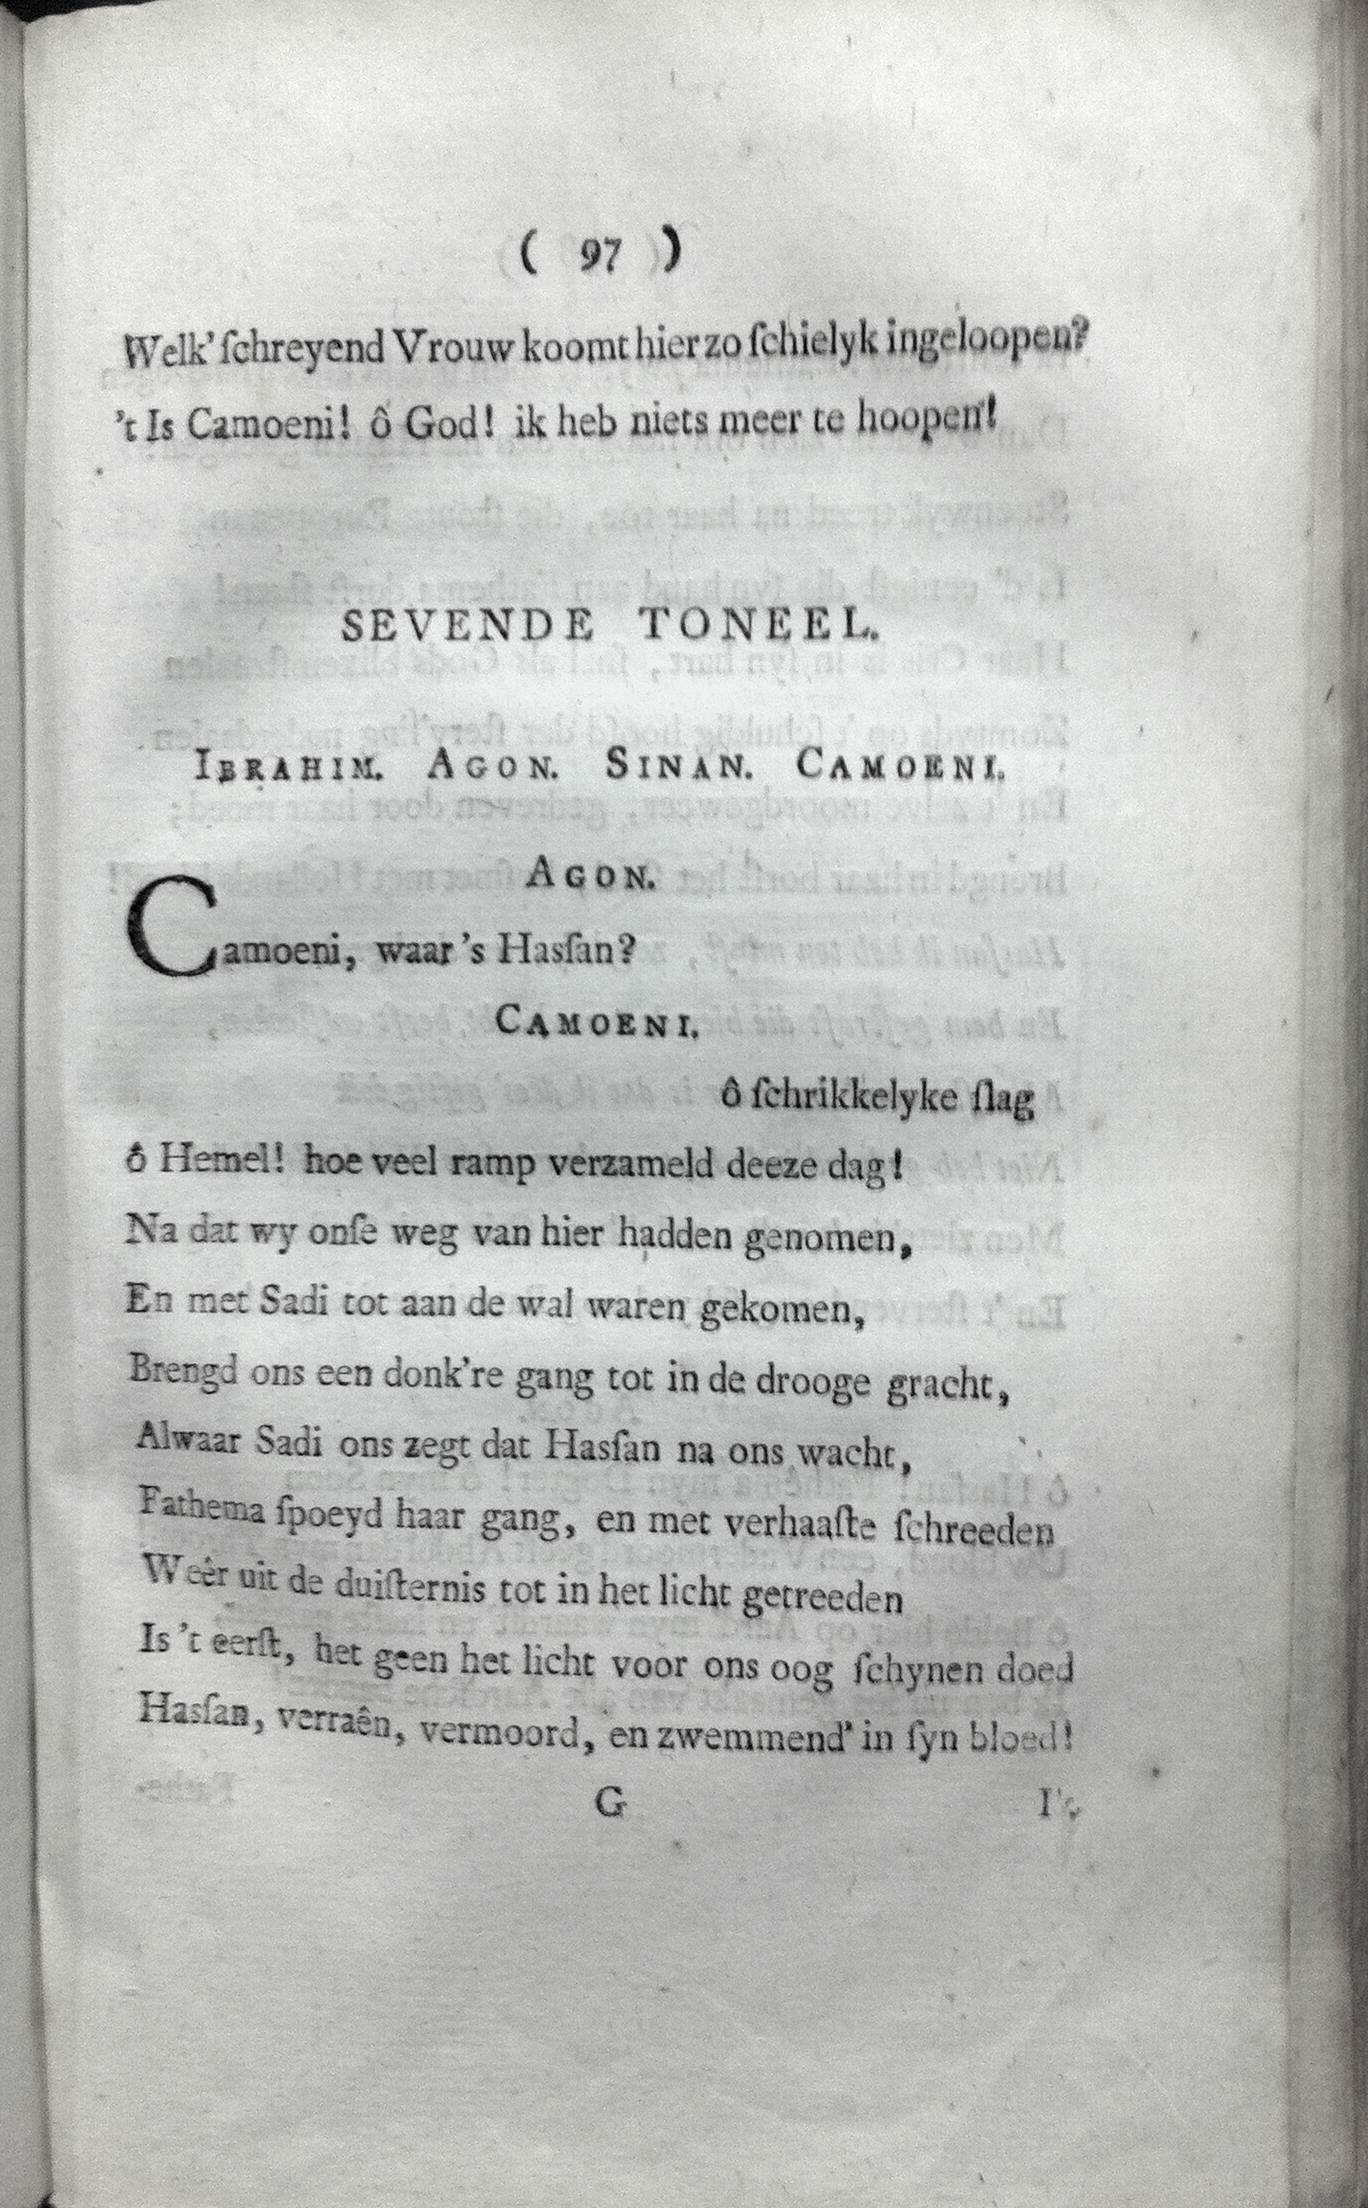 ( 97 )
Welk' ſchreyend Vrouw koomt hier zo ſchielyk ingeloopen?
't Is Camoeni! ô God! ik heb niets meer te hoopen!
SEVENDE TONEEL.
IBRAHIM. AGON. SINAN. CAMOENI.
AGON.
Camoeni, waar 's Hasſan?
CAMOENI.
ô ſchrikkelyke ſlag
ô Hemel! hoe veel ramp verzameld deeze dag!
Na dat wy onſe weg van hier hadden genomen,
En met Sadi tot aan de wal waren gekomen,
Brengd ons een donk're gang tot in de drooge gracht,
Alwaar Sadi ons zegt dat Hasſan na ons wacht,
Fathema ſpoeyd haar gang, en met verhaaſte ſchreeden
Weêr uit de duiſternis tot in het licht getreeden
Is 't eerſt, het geen het licht voor ons oog ſchynen doed
Hasſan, verraên, vermoord, en zwemmend' in ſyn bloed!
G